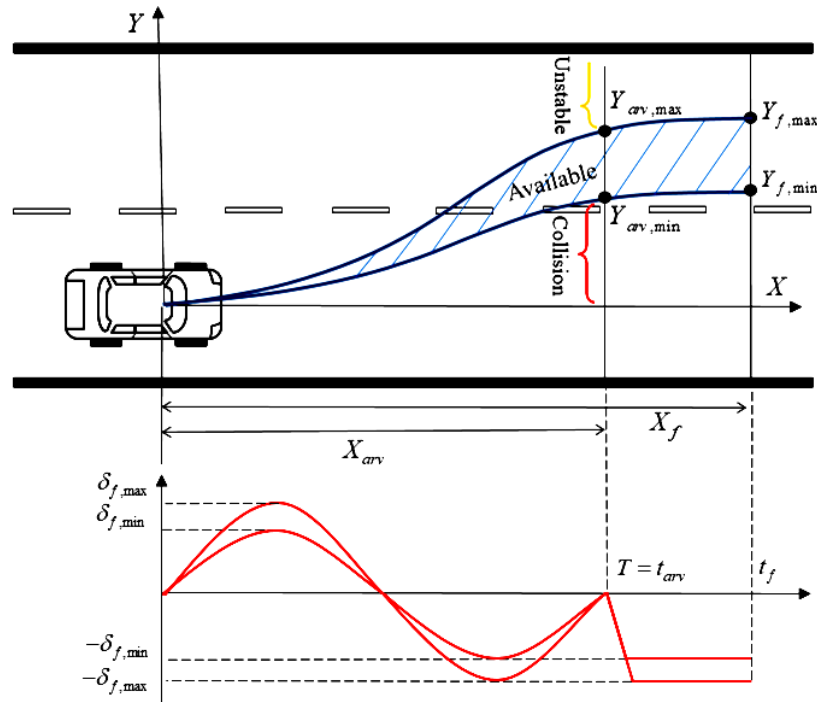 Y
Unstable
Y_{arv,max}
Y_{f,max}
Available
Y_{f,min}
Y_{arv,min}
Collision
X
X_f
X_{arv}
δ_{f,max}
δ_{f,min}
T = t_{arv}
t_f
−δ_{f,min}
−δ_{f,max}